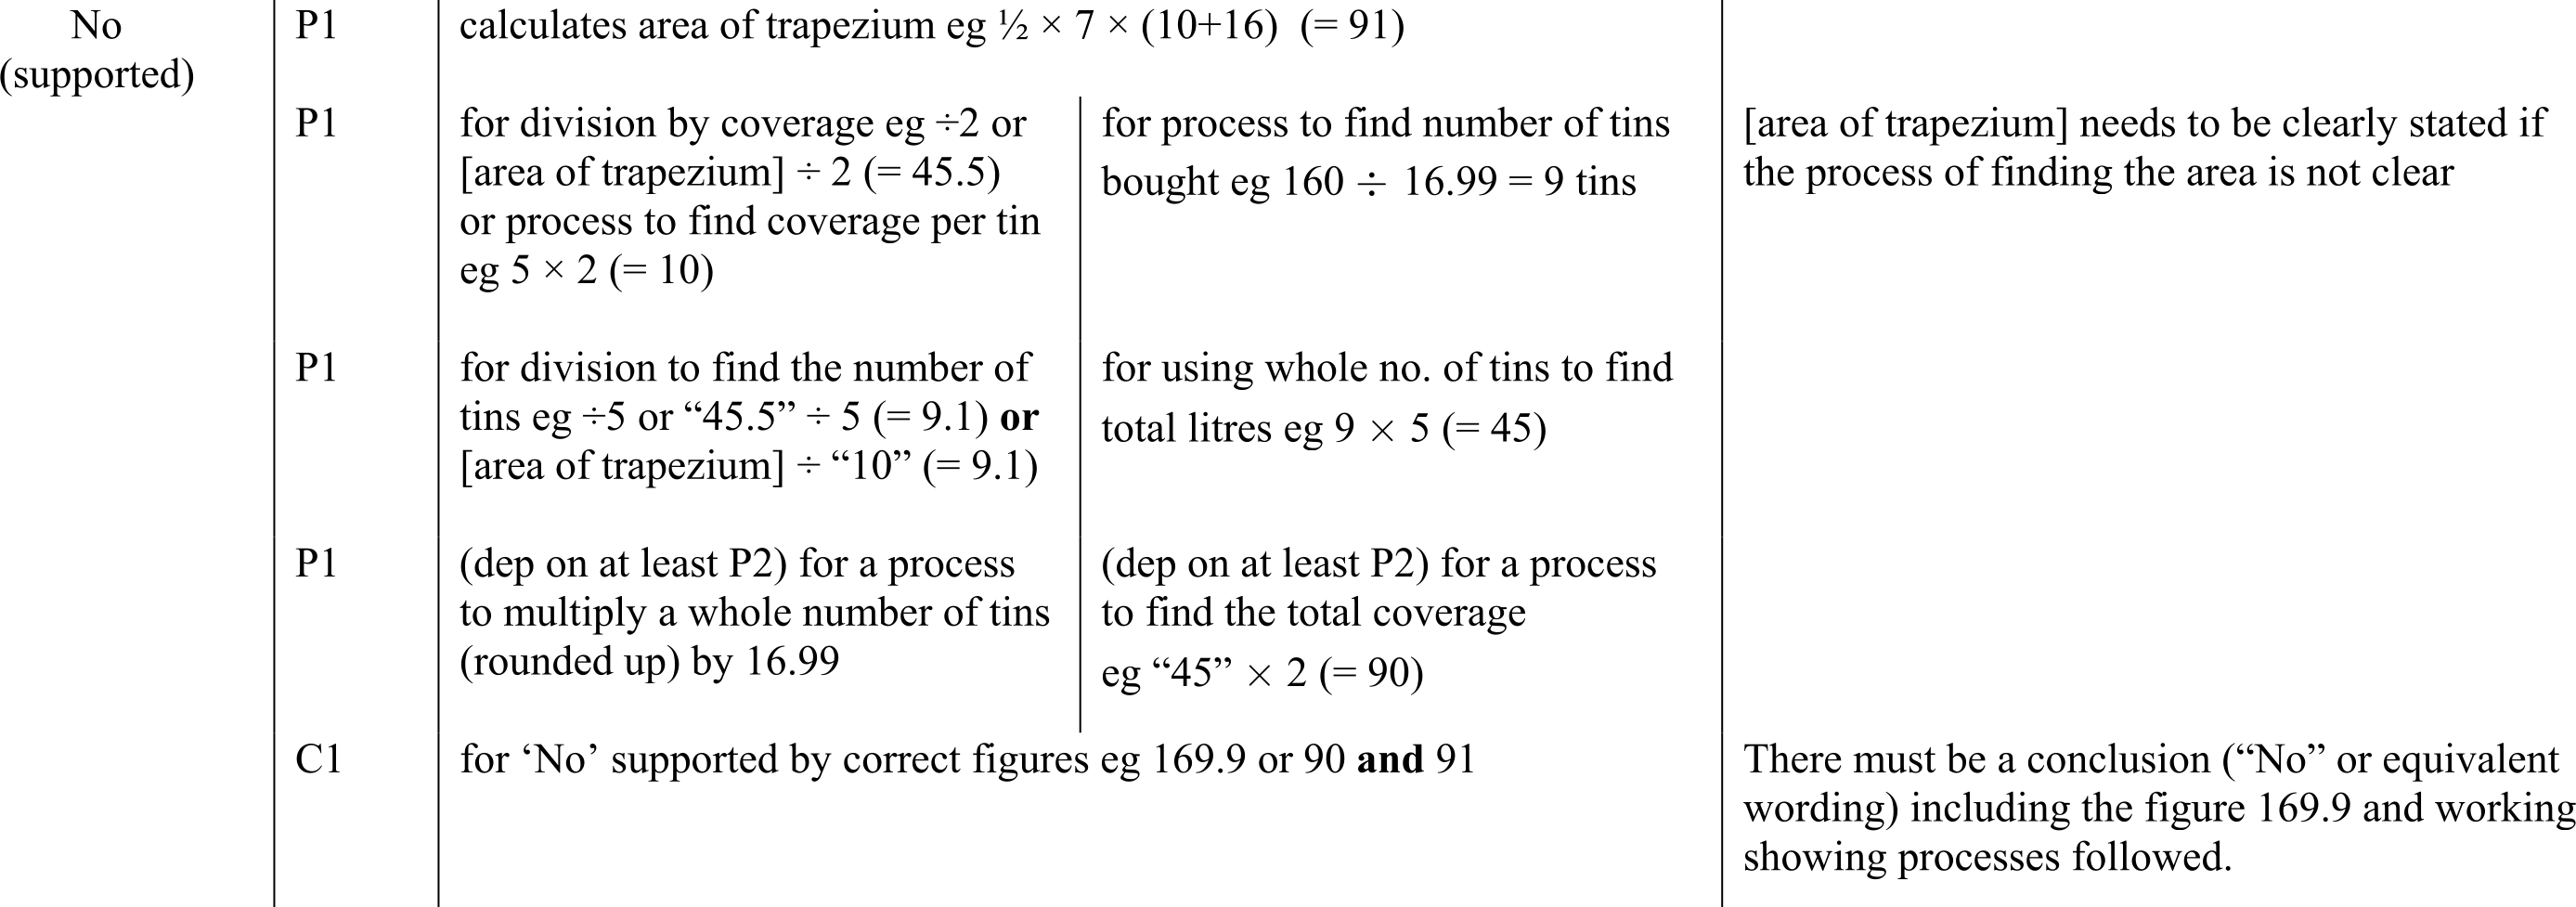 No
(supported)
P1
calculates area of trapezium eg ½ × 7 × (10+16)  (= 91)
P1
for division by coverage eg ÷2 or
[area of trapezium] ÷ 2 (= 45.5)
or process to find coverage per tin
eg 5 × 2 (= 10)
for process to find number of tins
bought eg 160 ÷ 16.99 = 9 tins
[area of trapezium] needs to be clearly stated if
the process of finding the area is not clear
P1
for division to find the number of
tins eg ÷5 or “45.5” ÷ 5 (= 9.1) or
[area of trapezium] ÷ “10” (= 9.1)
for using whole no. of tins to find
total litres eg 9 × 5 (= 45)
P1
(dep on at least P2) for a process
to multiply a whole number of tins
(rounded up) by 16.99
(dep on at least P2) for a process
to find the total coverage
eg “45” × 2 (= 90)
C1
for ‘No’ supported by correct figures eg 169.9 or 90 and 91
There must be a conclusion (“No” or equivalent
wording) including the figure 169.9 and working
showing processes followed.